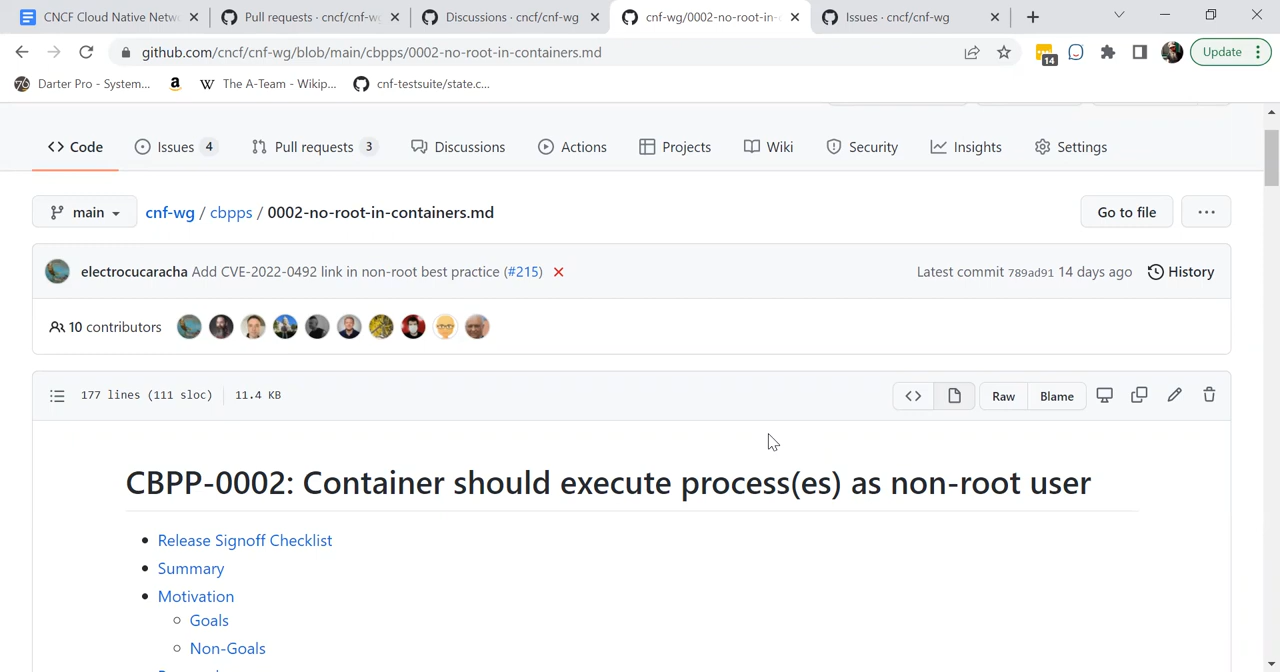 CNCF Cloud Native Netw
Pull requests · cncf/cnf-w
Discussions · cncf/cnf-wg
cnf-wg/0002-no-root-in-
Issues · cncf/cnf-wg
github.com/cncf/cnf-wg/blob/main/cbpps/0002-no-root-in-containers.md
14
Update
76
Darter Pro - System...
a
W
The A-Team - Wikip...
cnf-testsuite/state.c...
Code
Issues 4
Pull requests 3
Discussions
Actions
Projects
Wiki
Security
Insights
Settings
main
cnf-wg / cbpps / 0002-no-root-in-containers.md
Go to file
electrocucaracha Add CVE-2022-0492 link in non-root best practice (#215)
Latest commit 789ad91 14 days ago
History
10 contributors
177 lines (111 sloc)
11.4 KB
Raw
Blame
CBPP-0002: Container should execute process(es) as non-root user
Release Signoff Checklist
Summary
Motivation
Goals
Non-Goals